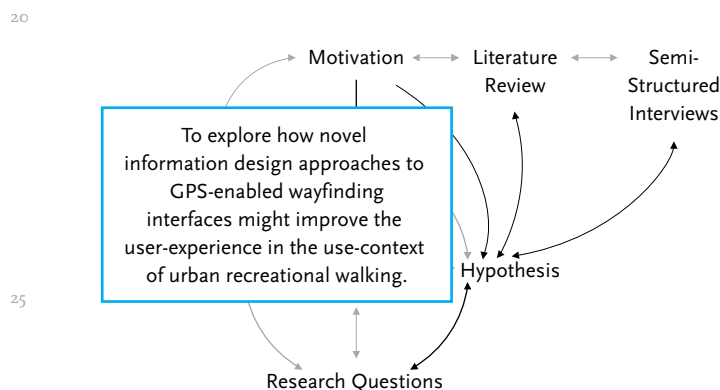 20
Motivation
Literature
Review
Semi-
Structured
Interviews
To explore how novel
information design approaches to
GPS-enabled wayfinding
interfaces might improve the
user-experience in the use-context
of urban recreational walking.
Hypothesis
25
Research Questions